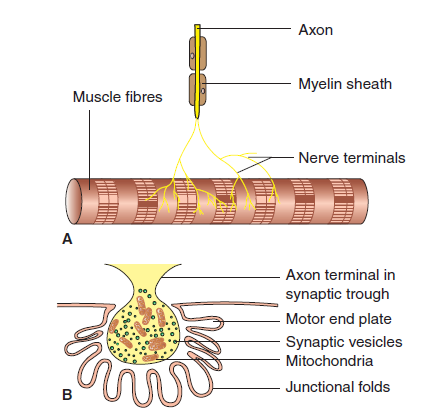 Axon
Myelin sheath
Muscle fibres
Nerve terminals
A
Axon terminal in
synaptic trough
Motor end plate
Synaptic vesicles
Mitochondria
Junctional folds
B